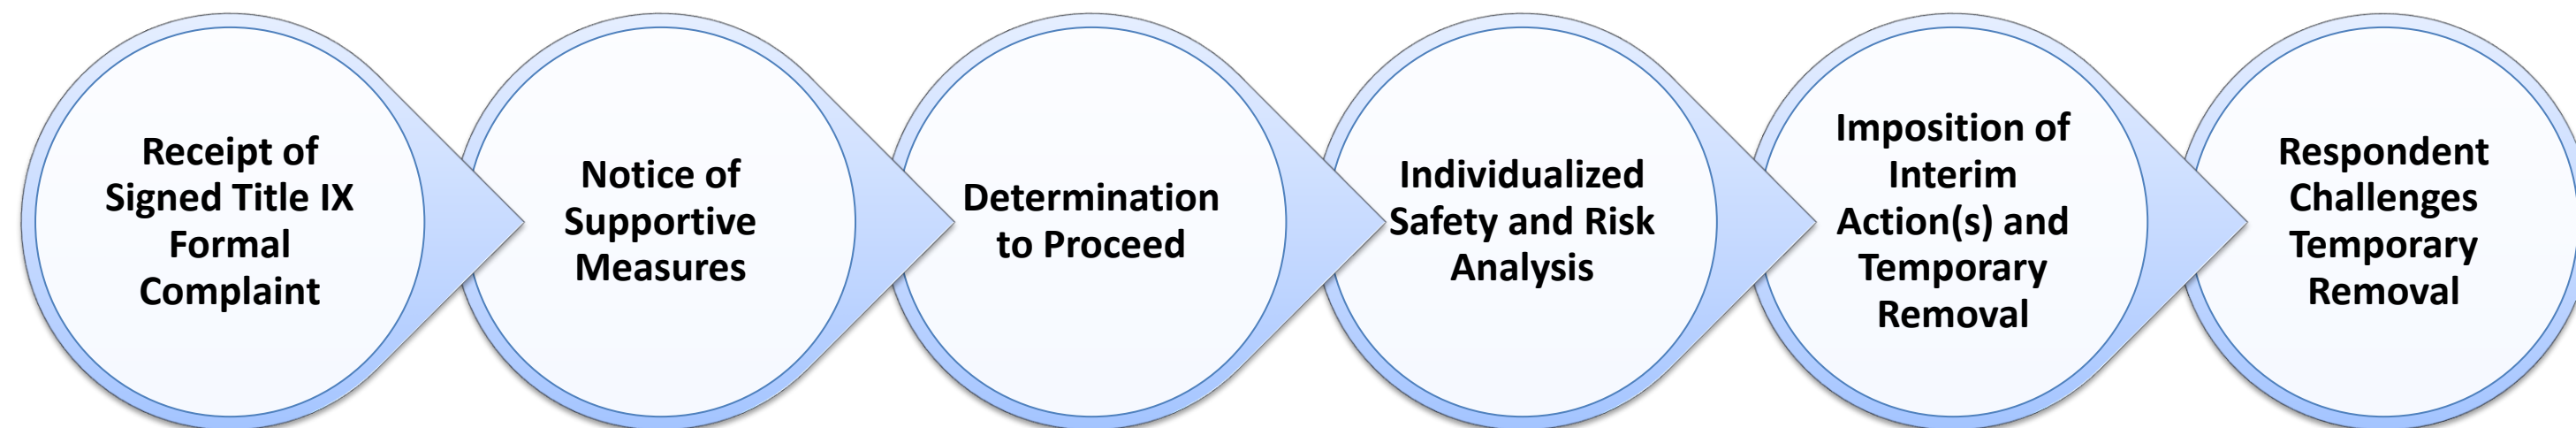 Receipt of
Signed Title IX
Formal
Complaint
Notice of
Supportive
Measures
Determination
to Proceed
Individualized
Safety and Risk
Analysis
Imposition of
Interim
Action(s) and
Temporary
Removal
Respondent
Challenges
Temporary
Removal